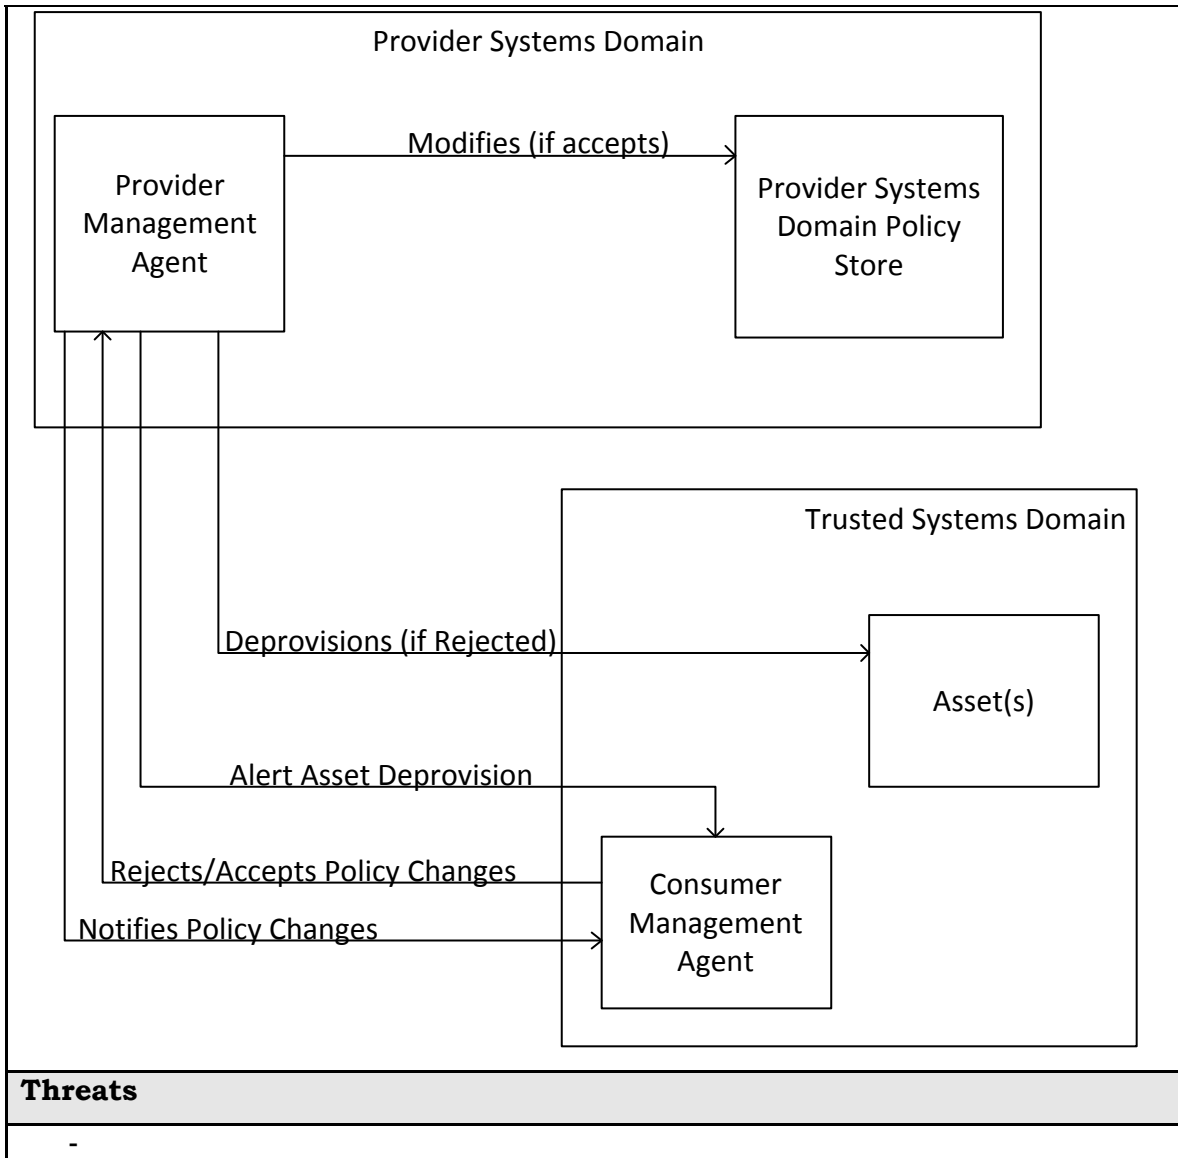 Provider Systems Domain
Modifies (if accepts)
Provider
Management
Agent
Provider Systems
Domain Policy
Store
Trusted Systems Domain
Deprovisions (if Rejected)
Asset(s)
Alert Asset Deprovision
Rejects/Accepts Policy Changes
Notifies Policy Changes
Consumer
Management
Agent
Threats
-